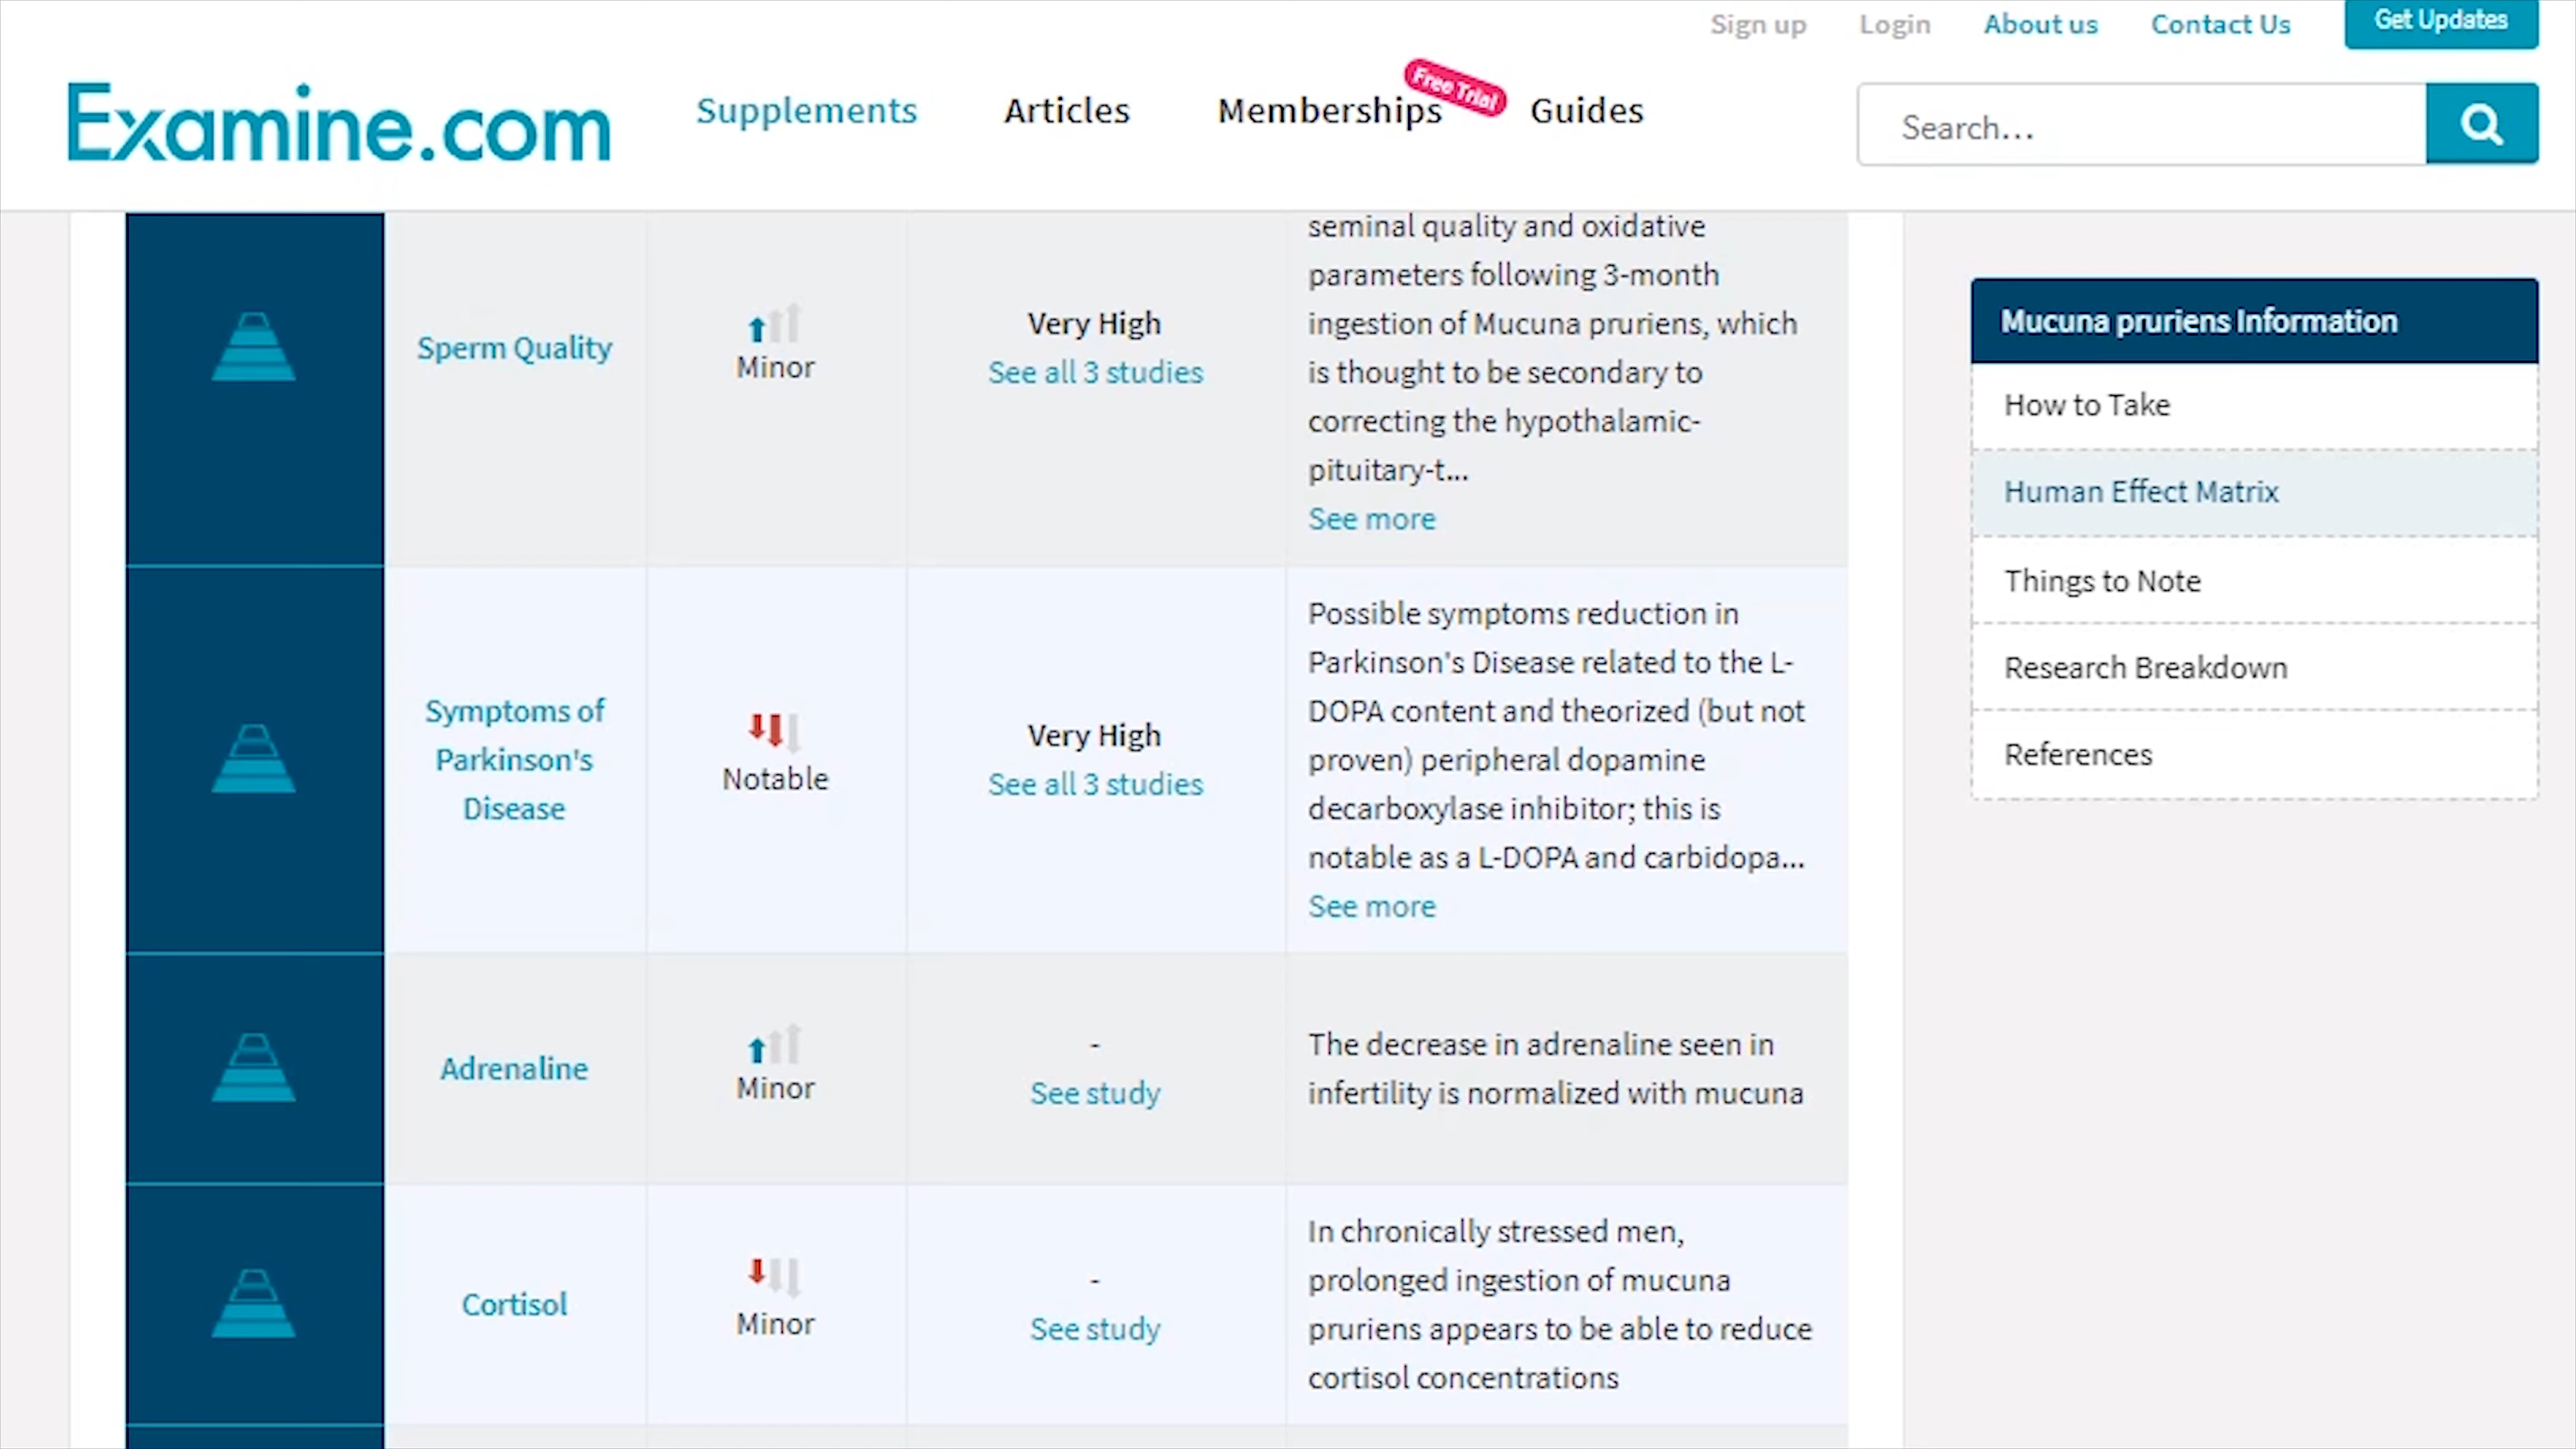 Sign up Login About us Contact Us Get Updates
Examine.com Supplements Articles Memberships Free Trial Guides Search...
seminal quality and oxidative
parameters following 3-month
ingestion of Mucuna pruriens, which
is thought to be secondary to
correcting the hypothalamic-
pituitary-t...
See more
Sperm Quality
Minor
Very High
See all 3 studies
Symptoms of
Parkinson's
Disease
Notable
Very High
See all 3 studies
Possible symptoms reduction in
Parkinson's Disease related to the L-
DOPA content and theorized (but not
proven) peripheral dopamine
decarboxylase inhibitor; this is
notable as a L-DOPA and carbidopa...
See more
Adrenaline
Minor
-
See study
The decrease in adrenaline seen in
infertility is normalized with mucuna
Cortisol
Minor
-
See study
In chronically stressed men,
prolonged ingestion of mucuna
pruriens appears to be able to reduce
cortisol concentrations
Mucuna pruriens Information
How to Take
Human Effect Matrix
Things to Note
Research Breakdown
References